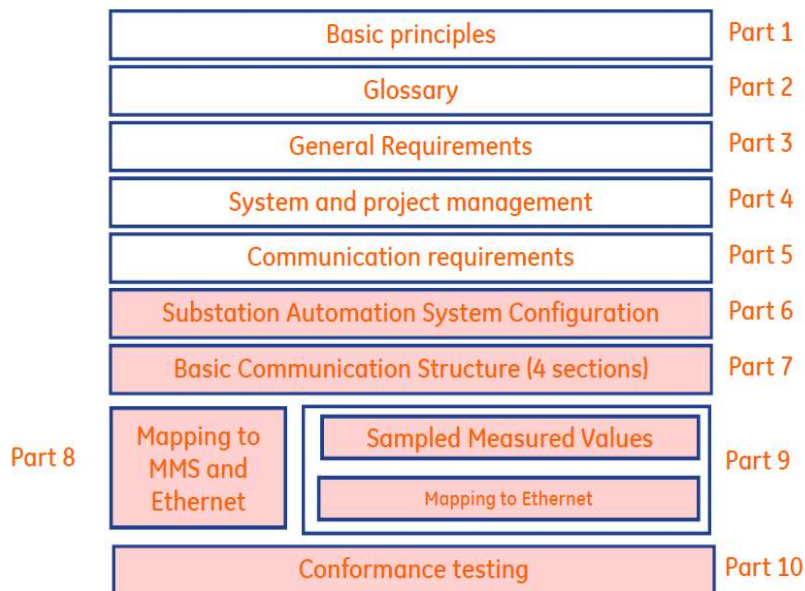 Basic principles Part 1
Glossary Part 2
General Requirements Part 3
System and project management Part 4
Communication requirements Part 5
Substation Automation System Configuration Part 6
Basic Communication Structure (4 sections) Part 7
Part 8
Mapping to
MMS and
Ethernet
Sampled Measured Values
Mapping to Ethernet
Part 9
Conformance testing Part 10